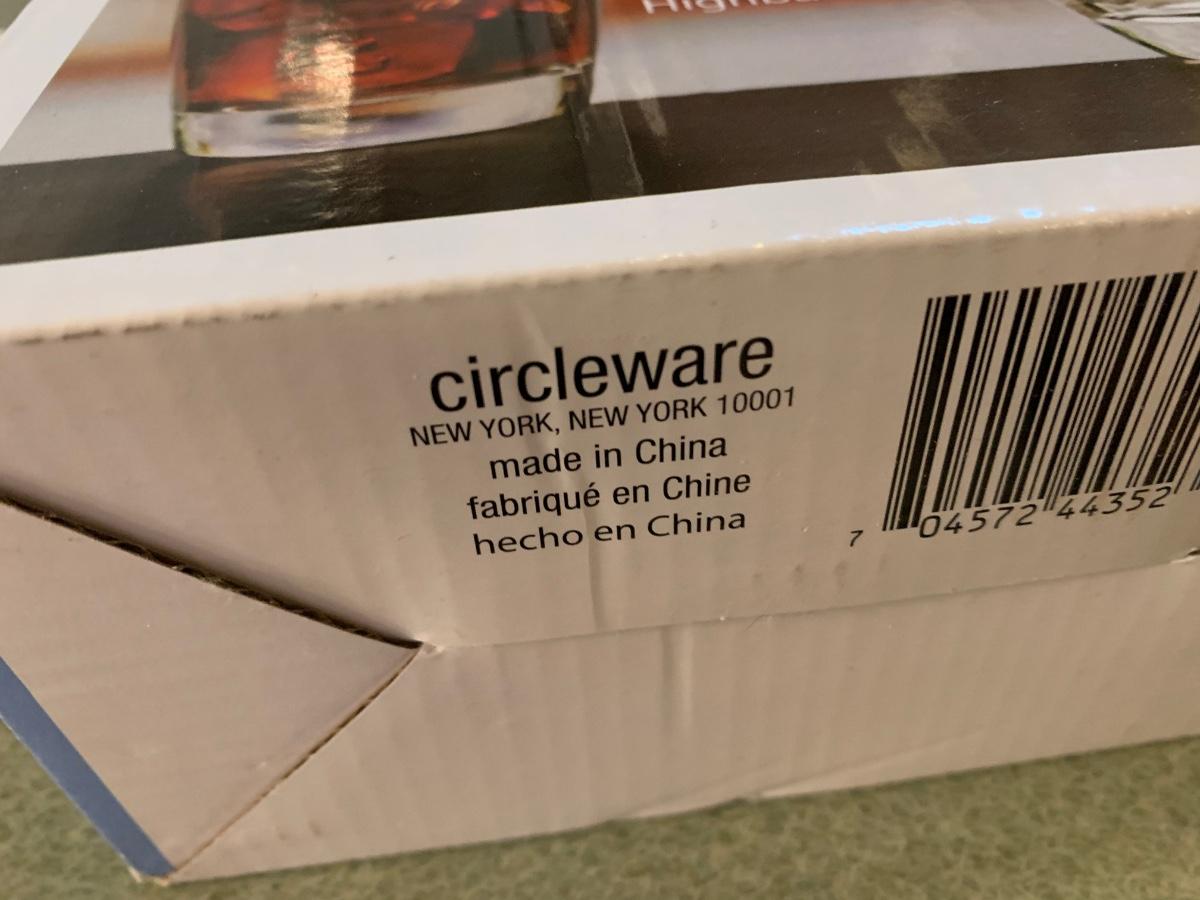 circleware
NEW YORK, NEW YORK 10001
made in China
fabriqué en Chine
hecho en China
7 04572 44352